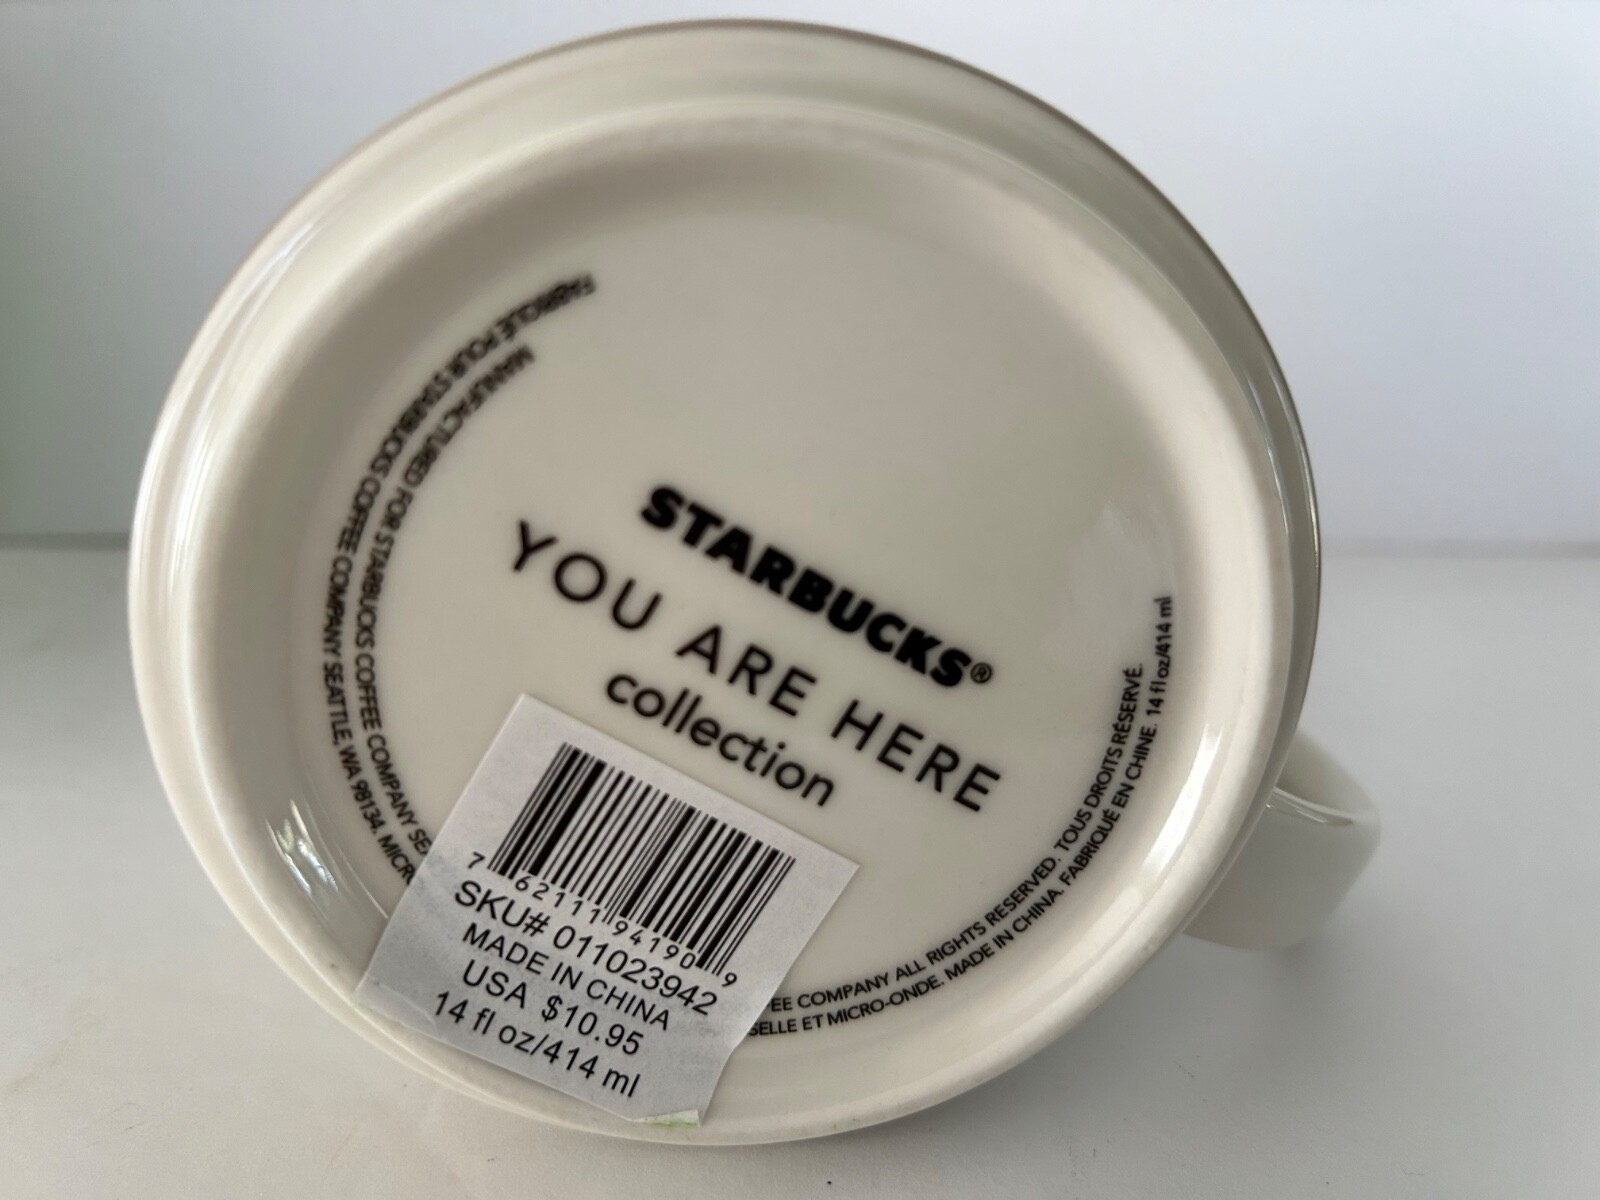 FABRIQUÉ POUR STARBUCKS COFFEE COMPANY SEATTLE, WA 98134. MICR
MANUFACTURED FOR STARBUCKS COFFEE COMPANY SEA
STARBUCKS®
YOU ARE HERE
collection
7 62111 94190 9
SKU# 011023942
MADE IN CHINA
USA $10.95
14 fl oz/414 ml
FEE COMPANY ALL RIGHTS RESERVED. TOUS DROITS RÉSERVÉ.
SELLE ET MICRO-ONDE. MADE IN CHINA. FABRIQUÉ EN CHINE. 14 fl oz/414 ml